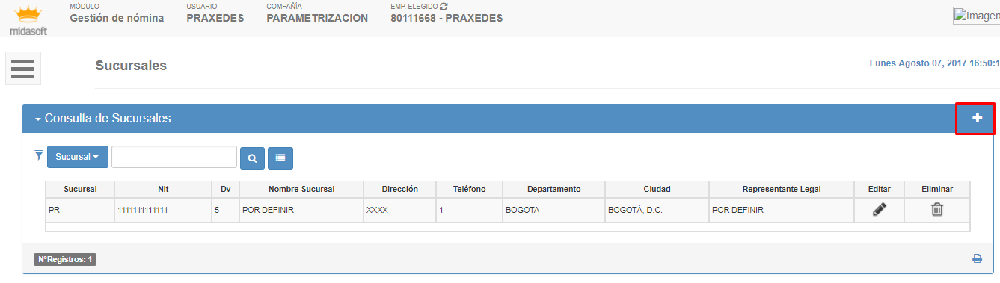 MÓDULO USUARIO COMPAÑÍA EMP. ELEGIDO
Gestión de nómina PRAXEDES PARAMETRIZACION 80111668 - PRAXEDES
midasoft
Imagen
Sucursales
Lunes Agosto 07, 2017 16:50:1
Consulta de Sucursales
Sucursal
Sucursal Nit Dv Nombre Sucursal Dirección Teléfono Departamento Ciudad Representante Legal Editar Eliminar
PR 1111111111111 5 POR DEFINIR XXXX 1 BOGOTA BOGOTÁ, D.C. POR DEFINIR
NºRegistros: 1